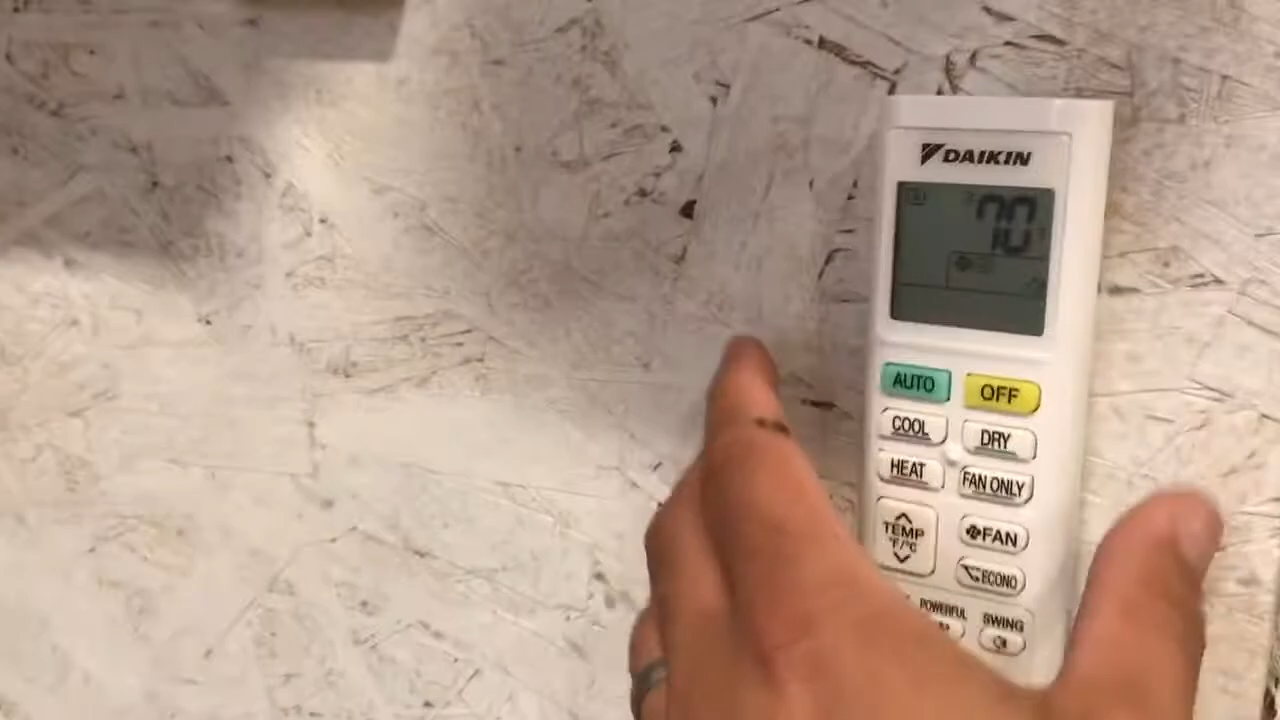 DAIKIN
70
AUTO
OFF
COOL
DRY
HEAT
FAN ONLY
TEMP
°F/°C
FAN
ECONO
POWERFUL
SWING